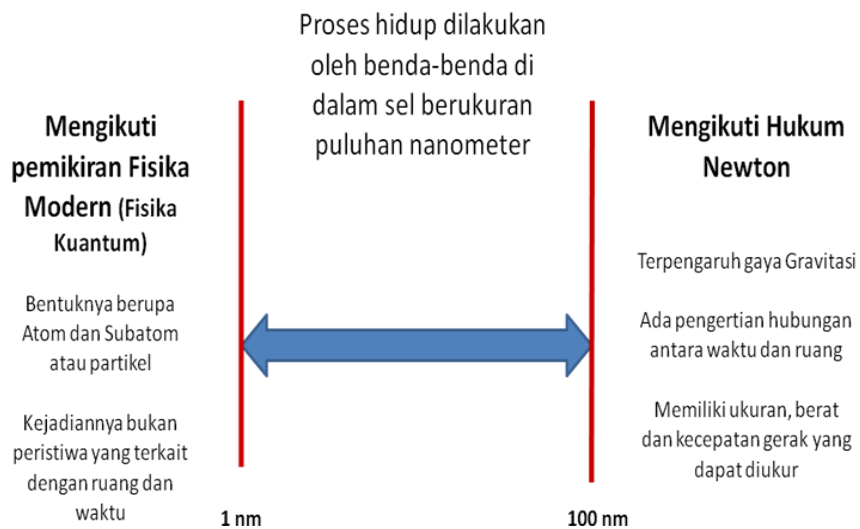 Proses hidup dilakukan
oleh benda-benda di
dalam sel berukuran
puluhan nanometer
Mengikuti
pemikiran Fisika
Modern (Fisika
Kuantum)
Bentuknya berupa
Atom dan Subatom
atau partikel
Kejadiannya bukan
peristiwa yang terkait
dengan ruang dan
waktu
Mengikuti Hukum
Newton
Terpengaruh gaya Gravitasi
Ada pengertian hubungan
antara waktu dan ruang
Memiliki ukuran, berat
dan kecepatan gerak yang
dapat diukur
1 nm
100 nm